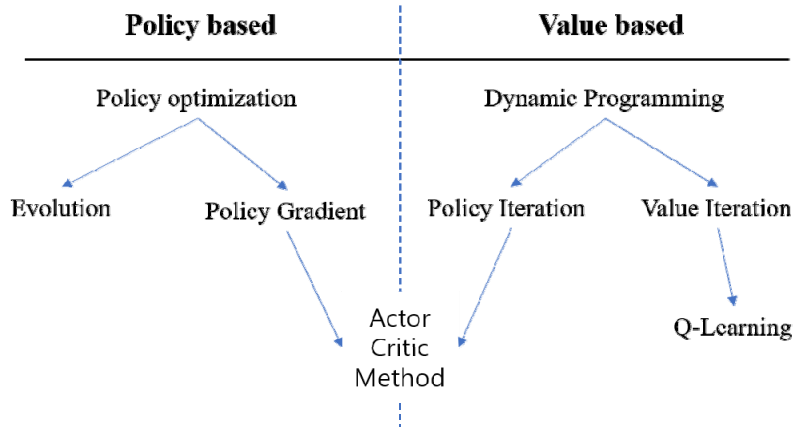 Policy based
Value based
Policy optimization
Dynamic Programming
Evolution
Policy Gradient
Policy Iteration
Value Iteration
Actor
Critic
Method
Q-Learning